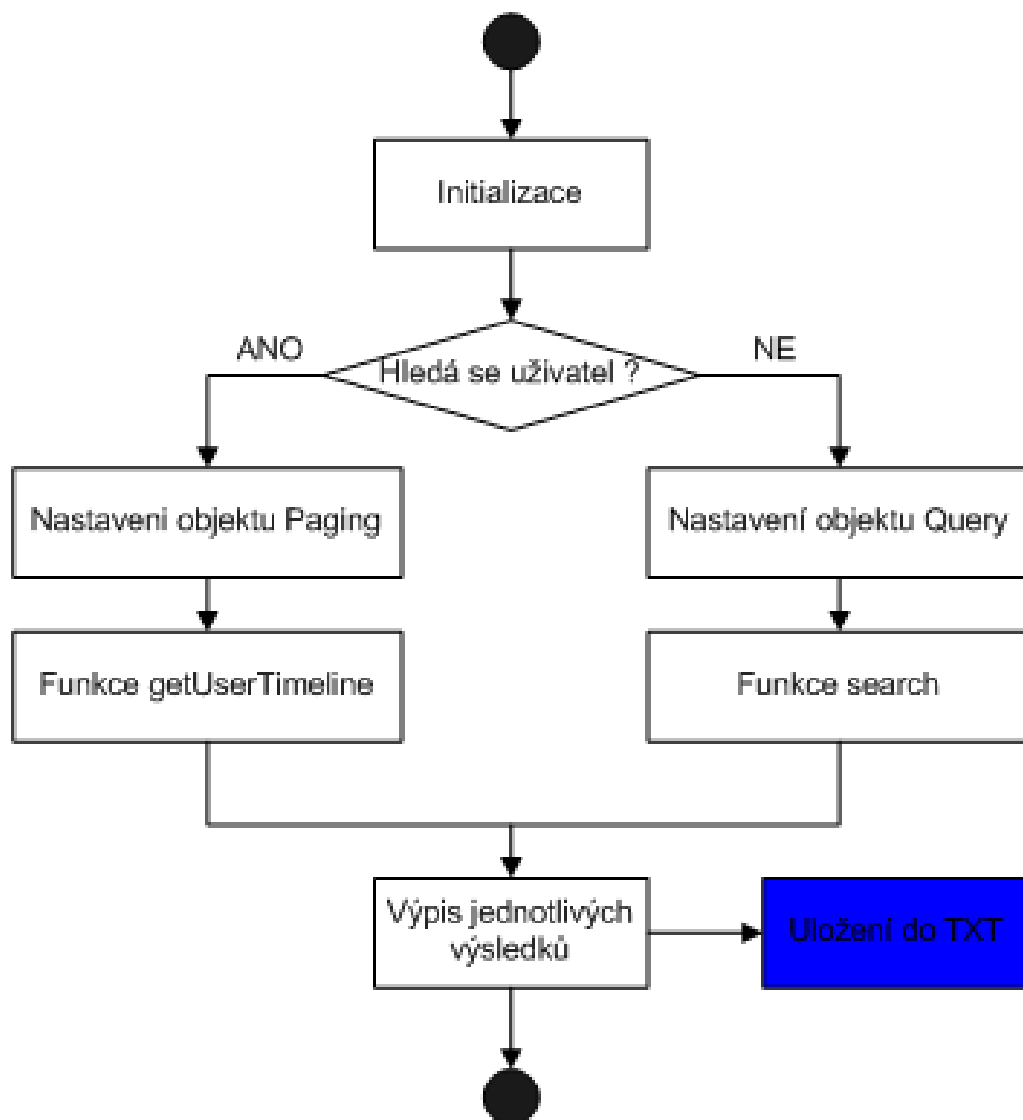 Initializace
ANO
NE
Hledá se uživatel ?
Nastaveni objektu Paging
Nastavení objektu Query
Funkce getUserTimeline
Funkce search
Výpis jednotlivých
výsledků
Uložení do TXT